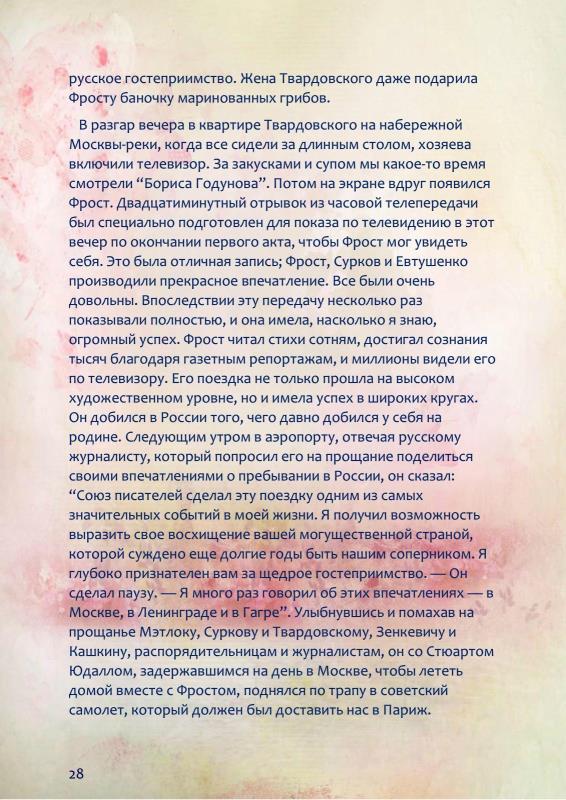 русское гостеприимство. Жена Твардовского даже подарила
Фросту баночку маринованных грибов.
В разгар вечера в квартире Твардовского на набережной
Москвы-реки, когда все сидели за длинным столом, хозяева
включили телевизор. За закусками и супом мы какое-то время
смотрели “Бориса Годунова”. Потом на экране вдруг появился
Фрост. Двадцатиминутный отрывок из часовой телепередачи
был специально подготовлен для показа по телевидению в этот
вечер по окончании первого акта, чтобы Фрост мог увидеть
себя. Это была отличная запись; Фрост, Сурков и Евтушенко
производили прекрасное впечатление. Все были очень
довольны. Впоследствии эту передачу несколько раз
показывали полностью, и она имела, насколько я знаю,
огромный успех. Фрост читал стихи сотням, достигал сознания
тысяч благодаря газетным репортажам, и миллионы видели его
по телевизору. Его поездка не только прошла на высоком
художественном уровне, но и имела успех в широких кругах.
Он добился в России того, чего давно добился у себя на
родине. Следующим утром в аэропорту, отвечая русскому
журналисту, который попросил его на прощание поделиться
своими впечатлениями о пребывании в России, он сказал:
“Союз писателей сделал эту поездку одним из самых
значительных событий в моей жизни. Я получил возможность
выразить свое восхищение вашей могущественной страной,
которой суждено еще долгие годы быть нашим соперником. Я
глубоко признателен вам за щедрое гостеприимство. — Он
сделал паузу. — Я много раз говорил об этих впечатлениях — в
Москве, в Ленинграде и в Гагре”. Улыбнувшись и помахав на
прощанье Мэтлоку, Суркову и Твардовскому, Зенкевичу и
Кашкину, распорядительницам и журналистам, он со Стюартом
Юдаллом, задержавшимся на день в Москве, чтобы лететь
домой вместе с Фростом, поднялся по трапу в советский
самолет, который должен был доставить нас в Париж.
28